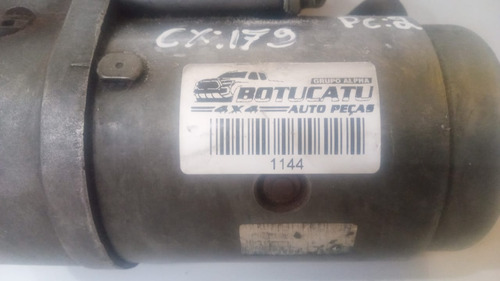 CX:179
PC:2
GRUPO ALPHA
BOTUCATU
4X4 AUTO PEÇAS
1144